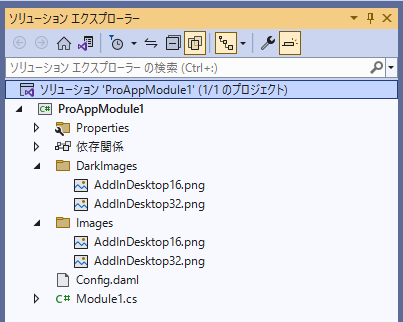 ソリューション エクスプローラー
ソリューション エクスプローラー の検索 (Ctrl+:)
ソリューション 'ProAppModule1' (1/1 のプロジェクト)
C# ProAppModule1
Properties
依存関係
DarkImages
AddInDesktop16.png
AddInDesktop32.png
Images
AddInDesktop16.png
AddInDesktop32.png
Config.daml
C# Module1.cs